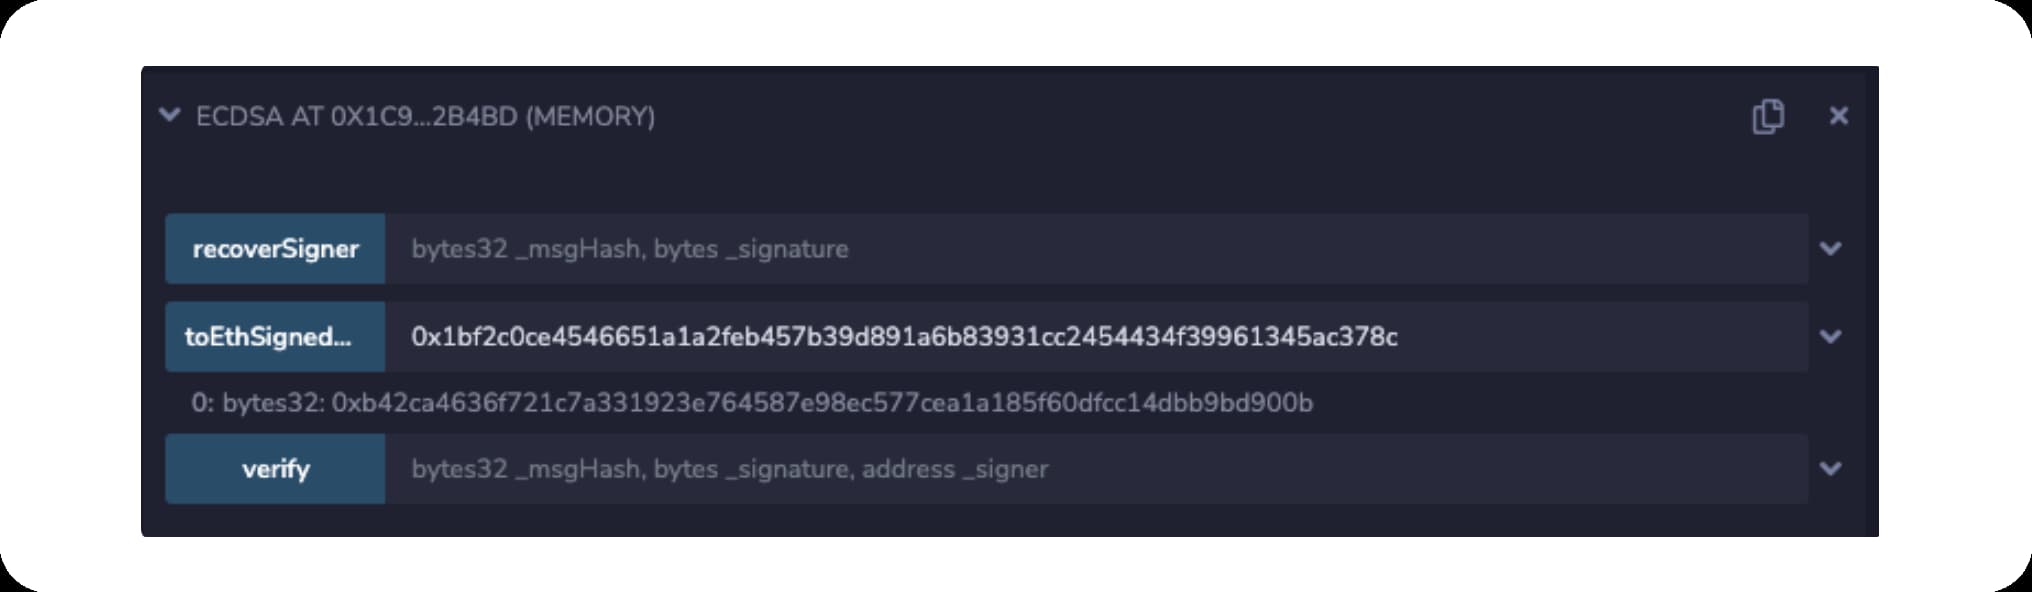 ECDSA AT 0X1C9...2B4BD (MEMORY)
recoverSigner bytes32 _msgHash, bytes _signature
toEthSigned... 0x1bf2c0ce4546651a1a2feb457b39d891a6b83931cc2454434f39961345ac378c
0: bytes32: 0xb42ca4636f721c7a331923e764587e98ec577cea1a185f60dfcc14dbb9bd900b
verify bytes32 _msgHash, bytes _signature, address _signer